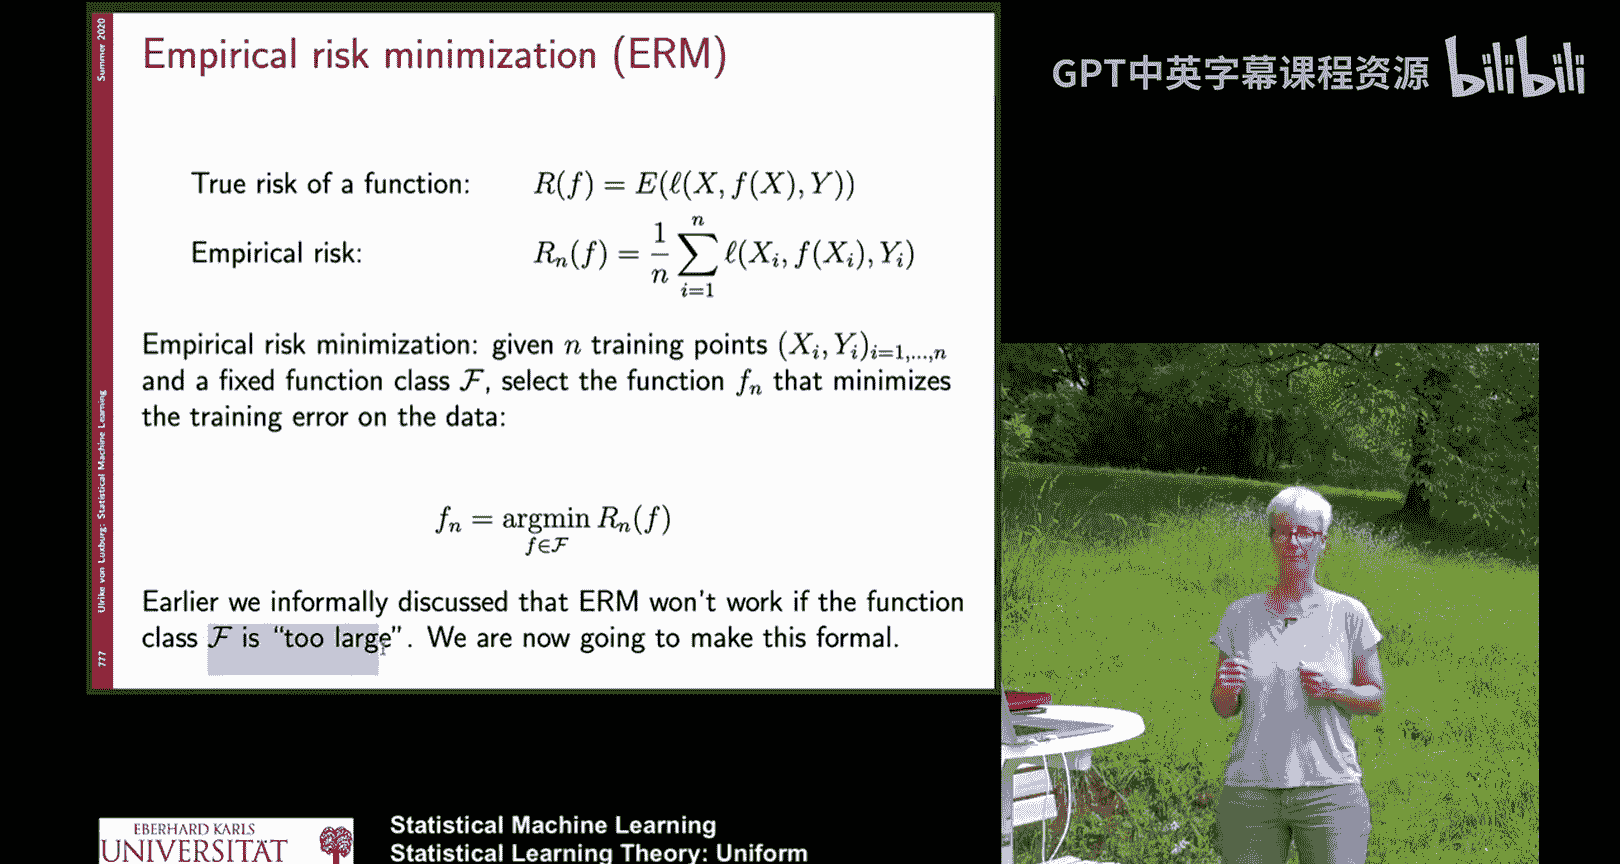 Summer 2020
Ulrike von Luxburg: Statistical Machine Learning
777
Empirical risk minimization (ERM)
True risk of a function: R(f) = E(ℓ(X, f(X), Y))
Empirical risk: Rₙ(f) = 1/n ∑ᵢ₌₁ⁿ ℓ(Xᵢ, f(Xᵢ), Yᵢ)
Empirical risk minimization: given n training points (Xᵢ, Yᵢ)ᵢ₌₁,...,ₙ
and a fixed function class ℱ, select the function fₙ that minimizes
the training error on the data:
fₙ = argmin Rₙ(f)
f∈ℱ
Earlier we informally discussed that ERM won't work if the function
class ℱ is “too large”. We are now going to make this formal.
GPT中英字幕课程资源
bilibili
EBERHARD KARLS
UNIVERSITÄT
Statistical Machine Learning
Statistical Learning Theory: Uniform